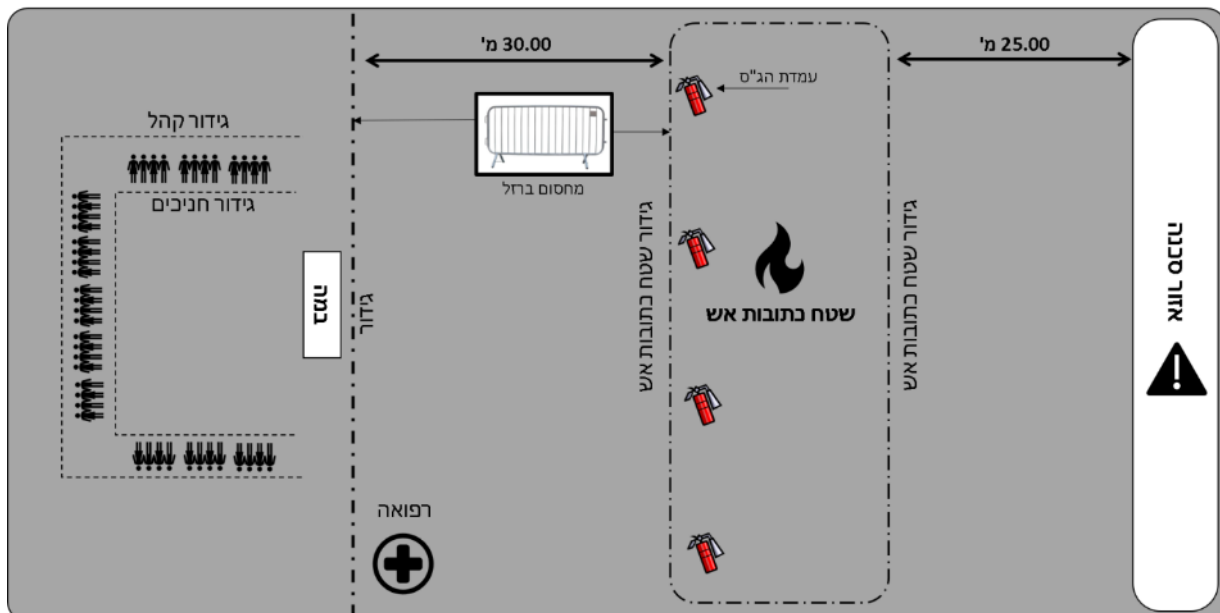 30.00 מ'
25.00 מ'
עמדת הג"ס
גידור קהל
מחסום ברזל
גידור חניכים
במה
גידור
גידור שטח כתובות אש
שטח כתובות אש
גידור שטח כתובות אש
אזור סכנה
רפואה